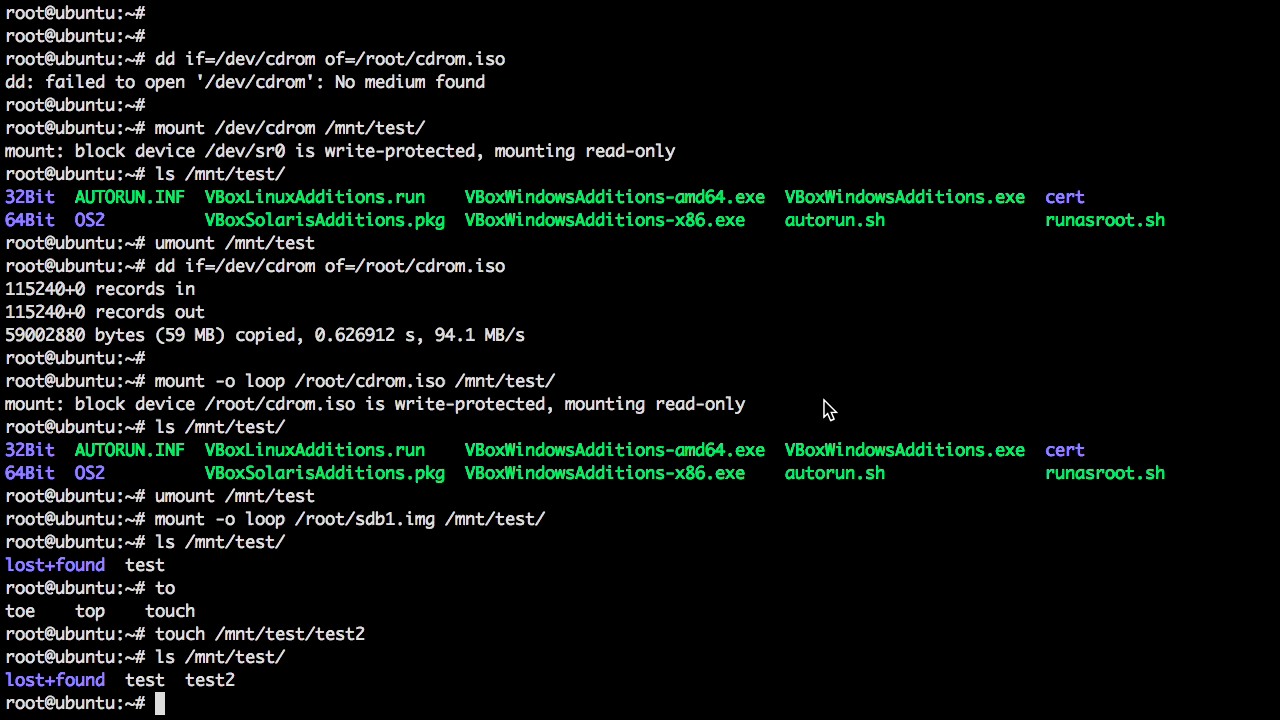 root@ubuntu:~#
root@ubuntu:~#
root@ubuntu:~# dd if=/dev/cdrom of=/root/cdrom.iso
dd: failed to open '/dev/cdrom': No medium found
root@ubuntu:~#
root@ubuntu:~# mount /dev/cdrom /mnt/test/
mount: block device /dev/sr0 is write-protected, mounting read-only
root@ubuntu:~# ls /mnt/test/
32Bit  AUTORUN.INF  VBoxLinuxAdditions.run    VBoxWindowsAdditions-amd64.exe  VBoxWindowsAdditions.exe  cert
64Bit  OS2          VBoxSolarisAdditions.pkg  VBoxWindowsAdditions-x86.exe    autorun.sh                runasroot.sh
root@ubuntu:~# umount /mnt/test
root@ubuntu:~# dd if=/dev/cdrom of=/root/cdrom.iso
115240+0 records in
115240+0 records out
59002880 bytes (59 MB) copied, 0.626912 s, 94.1 MB/s
root@ubuntu:~#
root@ubuntu:~# mount -o loop /root/cdrom.iso /mnt/test/
mount: block device /root/cdrom.iso is write-protected, mounting read-only
root@ubuntu:~# ls /mnt/test/
32Bit  AUTORUN.INF  VBoxLinuxAdditions.run    VBoxWindowsAdditions-amd64.exe  VBoxWindowsAdditions.exe  cert
64Bit  OS2          VBoxSolarisAdditions.pkg  VBoxWindowsAdditions-x86.exe    autorun.sh                runasroot.sh
root@ubuntu:~# umount /mnt/test
root@ubuntu:~# mount -o loop /root/sdb1.img /mnt/test/
root@ubuntu:~# ls /mnt/test/
lost+found  test
root@ubuntu:~# to
toe    top    touch
root@ubuntu:~# touch /mnt/test/test2
root@ubuntu:~# ls /mnt/test/
lost+found  test  test2
root@ubuntu:~#